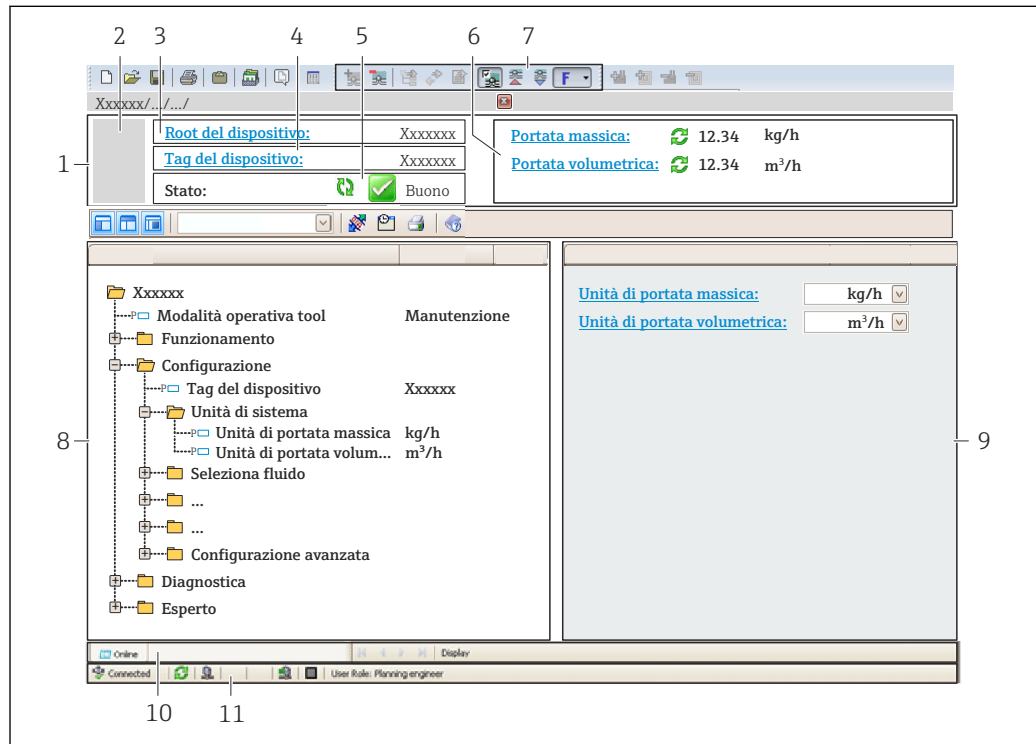 2 3 4 5 6 7
F
Xxxxxx/.../.../
1
Root del dispositivo: Xxxxxxx
Tag del dispositivo: Xxxxxxx
Stato: Buono
Portata massica: 12.34 kg/h
Portata volumetrica: 12.34 m³/h
8
Xxxxxx
P Modalità operativa tool Manutenzione
Funzionamento
Configurazione
P Tag del dispositivo Xxxxxx
Unità di sistema
P Unità di portata massica kg/h
P Unità di portata volum... m³/h
Seleziona fluido
...
...
Configurazione avanzata
Diagnostica
Esperto
Unità di portata massica: kg/h
Unità di portata volumetrica: m³/h
9
Online Display
Connected User Role: Planning engineer
10 11